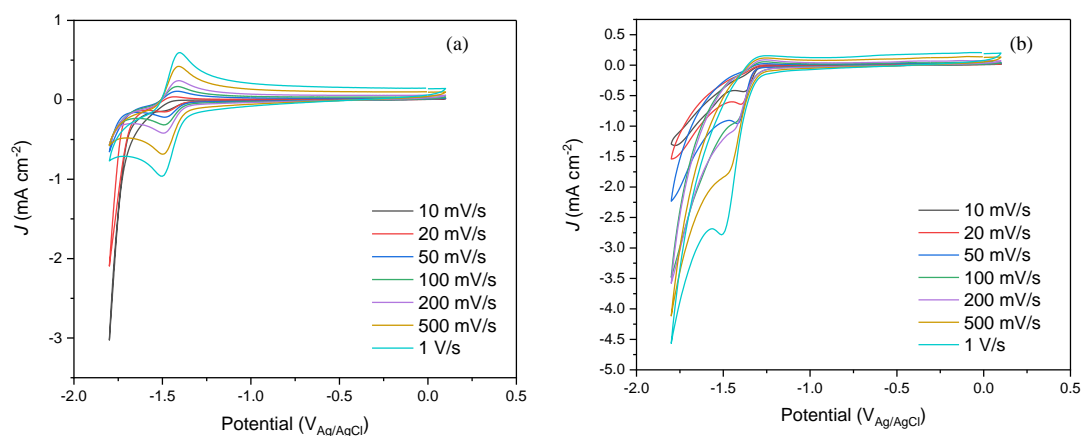 (a)
1
0
-1
-2
-3
J (mA cm-2)
10 mV/s
20 mV/s
50 mV/s
100 mV/s
200 mV/s
500 mV/s
1 V/s
-2.0 -1.5 -1.0 -0.5 0.0 0.5
Potential (VAg/AgCl)
(b)
0.5
0.0
-0.5
-1.0
-1.5
-2.0
-2.5
-3.0
-3.5
-4.0
-4.5
-5.0
J (mA cm-2)
10 mV/s
20 mV/s
50 mV/s
100 mV/s
200 mV/s
500 mV/s
1 V/s
-2.0 -1.5 -1.0 -0.5 0.0 0.5
Potential (VAg/AgCl)